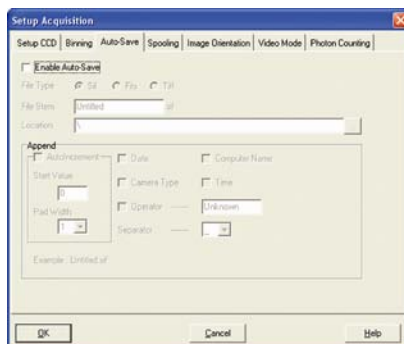 Setup Acquisition
Setup CCD Binning Auto-Save Spooling Image Orientation Video Mode Photon Counting
Enable Auto-Save
File Type Sif Fits Tiff
File Stem Untitled .sif
Location \
Append
AutoIncrement Date Computer Name
Start Value Camera Type Time
0 Operator Unknown
Pad Width
1 Separator _
Example : Untitled.sif
OK Cancel Help